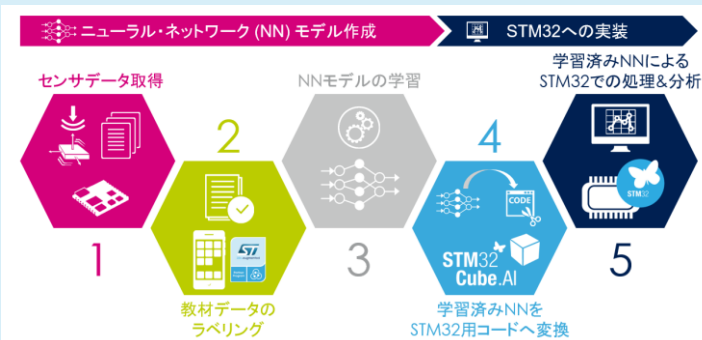 ニューラル・ネットワーク (NN) モデル作成
STM32への実装
センサデータ取得
1
2
教材データの
ラベリング
NNモデルの学習
3
4
CODE
STM32
Cube.AI
学習済みNNを
STM32用コードへ変換
学習済みNNによる
STM32での処理&分析
STM32
5